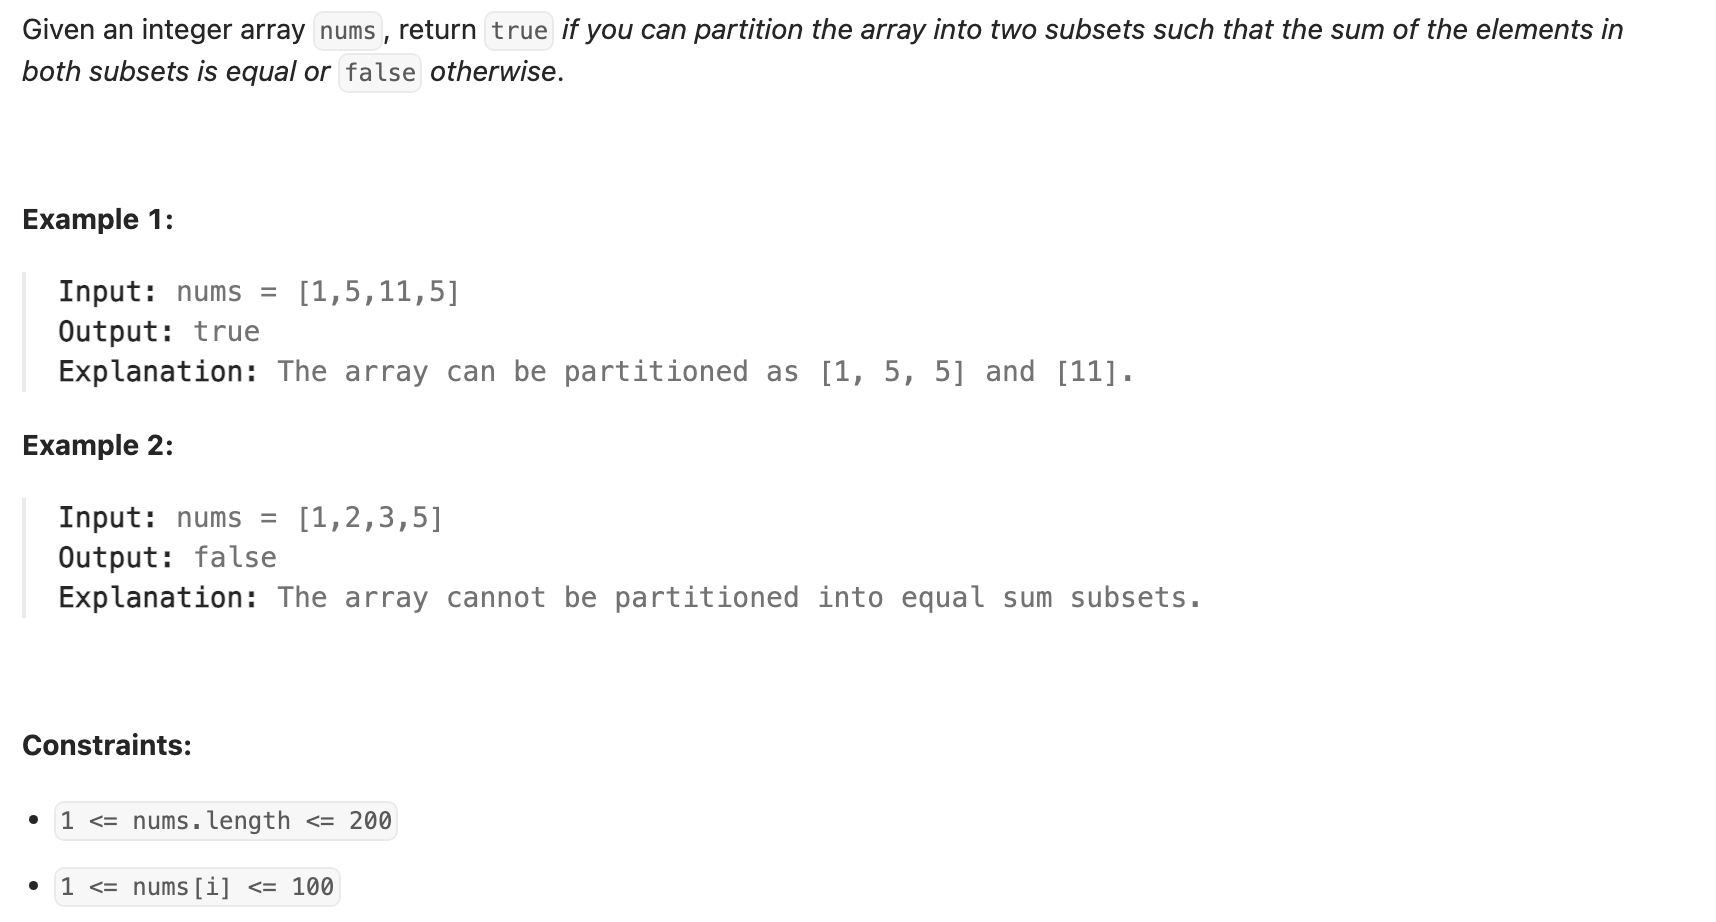 Given an integer array nums, return true if you can partition the array into two subsets such that the sum of the elements in
both subsets is equal or false otherwise.
Example 1:
Input: nums = [1,5,11,5]
Output: true
Explanation: The array can be partitioned as [1, 5, 5] and [11].
Example 2:
Input: nums = [1,2,3,5]
Output: false
Explanation: The array cannot be partitioned into equal sum subsets.
Constraints:
• 1 <= nums.length <= 200
• 1 <= nums[i] <= 100